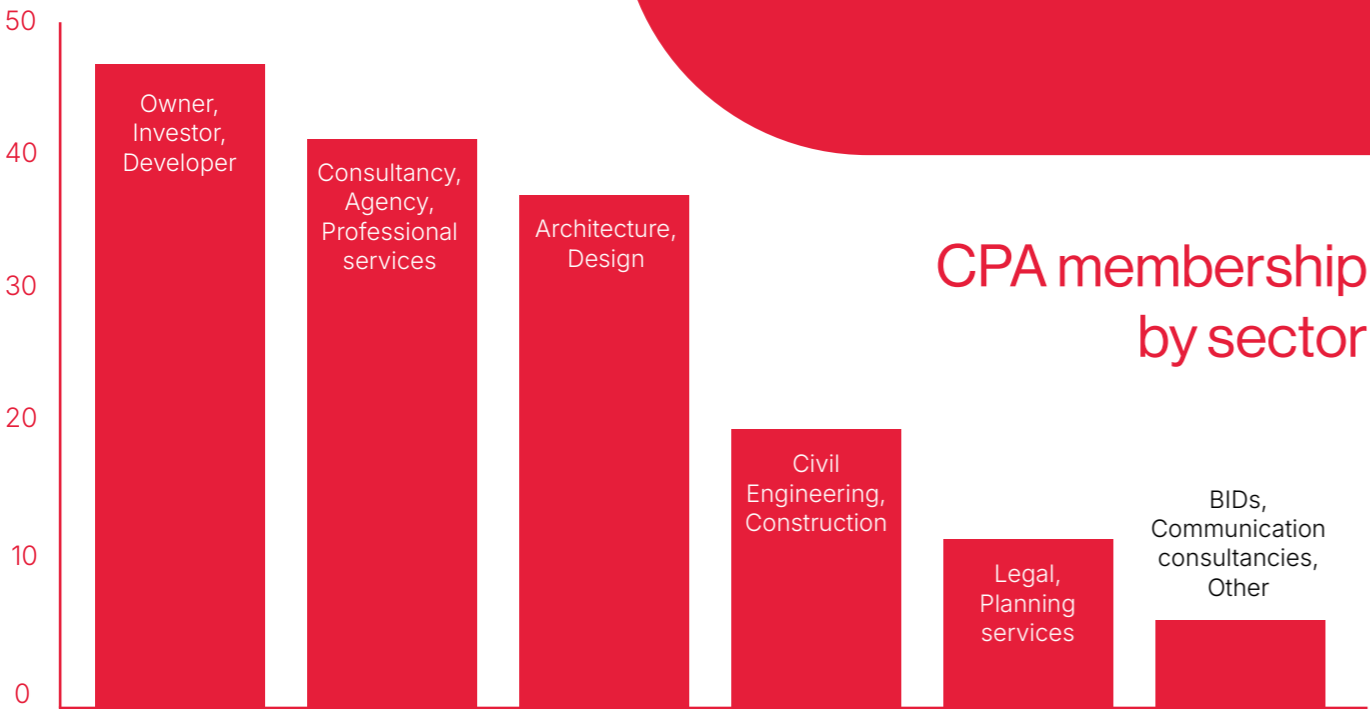 50
40
30
20
10
0
Owner,
Investor,
Developer
Consultancy,
Agency,
Professional
services
Architecture,
Design
Civil
Engineering,
Construction
Legal,
Planning
services
BIDs,
Communication
consultancies,
Other
CPA membership
by sector